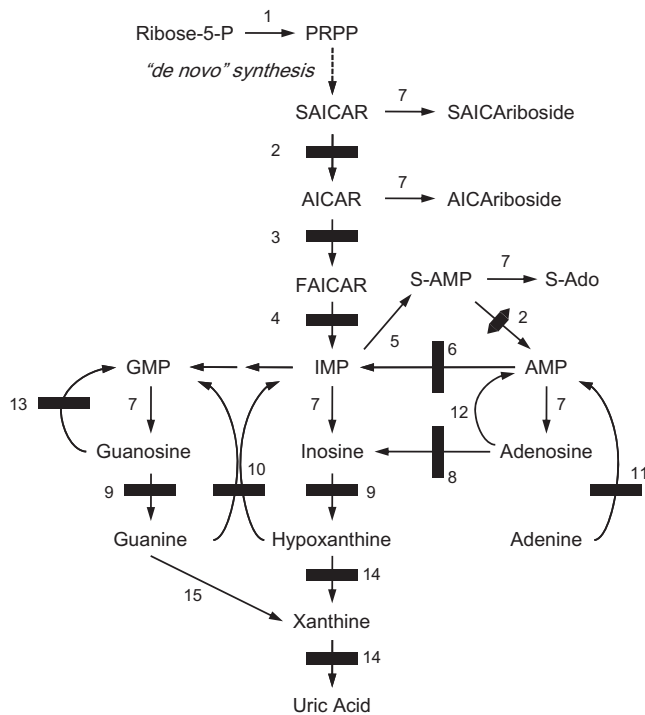 1
Ribose-5-P PRPP
“de novo” synthesis
7
SAICAR SAICAriboside
2
7
AICAR AICAriboside
3
7
FAICAR S-AMP S-Ado
4 5 2
6
GMP IMP AMP
13 7 7 12 7
Guanosine Inosine Adenosine
8
9 10 9 11
Guanine Hypoxanthine Adenine
14
15
Xanthine
14
Uric Acid